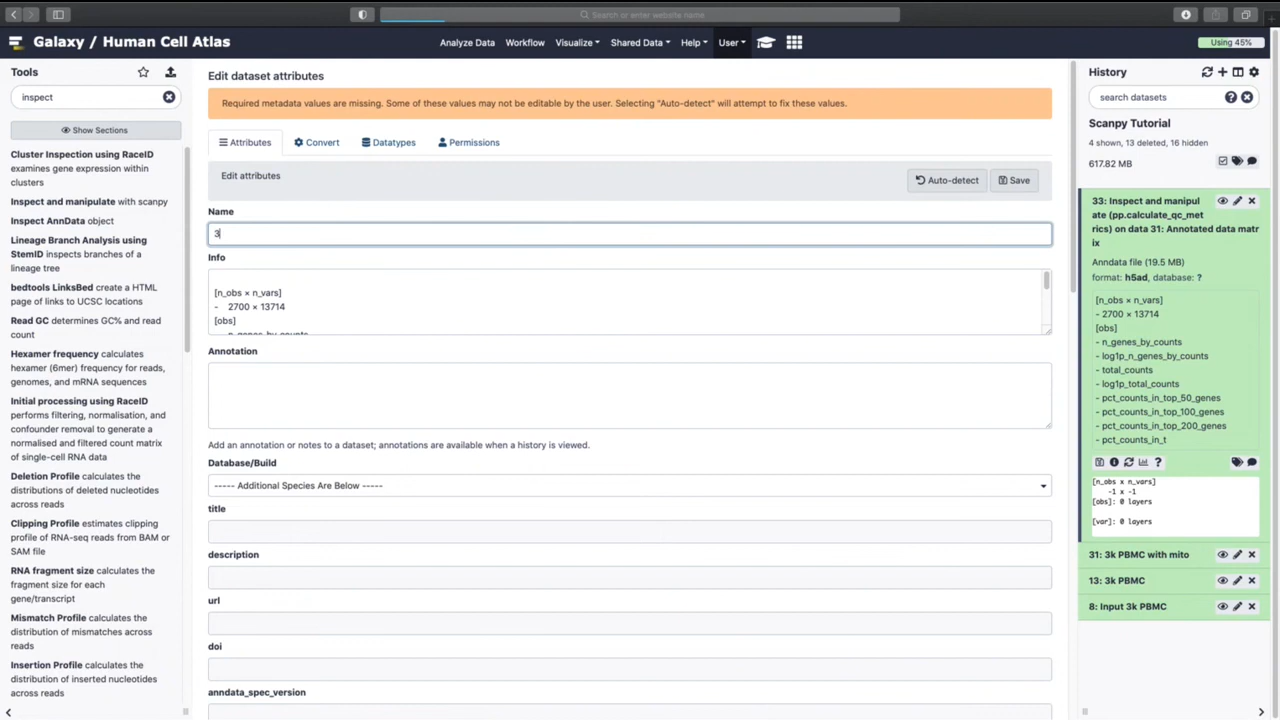 Search or enter website name
Galaxy / Human Cell Atlas
Analyze Data
Workflow
Visualize
Shared Data
Help
User
Using 45%
Tools
inspect
Show Sections
Cluster Inspection using RaceID
examines gene expression within
clusters
Inspect and manipulate with scanpy
Inspect AnnData object
Lineage Branch Analysis using
StemID inspects branches of a
lineage tree
bedtools LinksBed create a HTML
page of links to UCSC locations
Read GC determines GC% and read
count
Hexamer frequency calculates
hexamer (6mer) frequency for reads,
genomes, and mRNA sequences
Initial processing using RaceID
performs filtering, normalisation, and
confounder removal to generate a
normalised and filtered count matrix
of single-cell RNA data
Deletion Profile calculates the
distributions of deleted nucleotides
across reads
Clipping Profile estimates clipping
profile of RNA-seq reads from BAM or
SAM file
RNA fragment size calculates the
fragment size for each
gene/transcript
Mismatch Profile calculates the
distribution of mismatches across
reads
Insertion Profile calculates the
distribution of inserted nucleotides
across reads
Edit dataset attributes
Required metadata values are missing. Some of these values may not be editable by the user. Selecting "Auto-detect" will attempt to fix these values.
Attributes
Convert
Datatypes
Permissions
Edit attributes
Auto-detect
Save
Name
3
Info
[n_obs × n_vars]
- 2700 × 13714
[obs]
- n_genes_by_counts
Annotation
Add an annotation or notes to a dataset; annotations are available when a history is viewed.
Database/Build
----- Additional Species Are Below -----
title
description
url
doi
anndata_spec_version
History
search datasets
Scanpy Tutorial
4 shown, 13 deleted, 16 hidden
617.82 MB
33: Inspect and manipul
ate (pp.calculate_qc_met
rics) on data 31: Annotated data matr
ix
Anndata file (19.5 MB)
format: h5ad, database: ?
[n_obs × n_vars]
- 2700 × 13714
[obs]
- n_genes_by_counts
- log1p_n_genes_by_counts
- total_counts
- log1p_total_counts
- pct_counts_in_top_50_genes
- pct_counts_in_top_100_genes
- pct_counts_in_top_200_genes
- pct_counts_in_t
[n_obs x n_vars]
-1 x -1
[obs]: 0 layers
[var]: 0 layers
31: 3k PBMC with mito
13: 3k PBMC
8: Input 3k PBMC